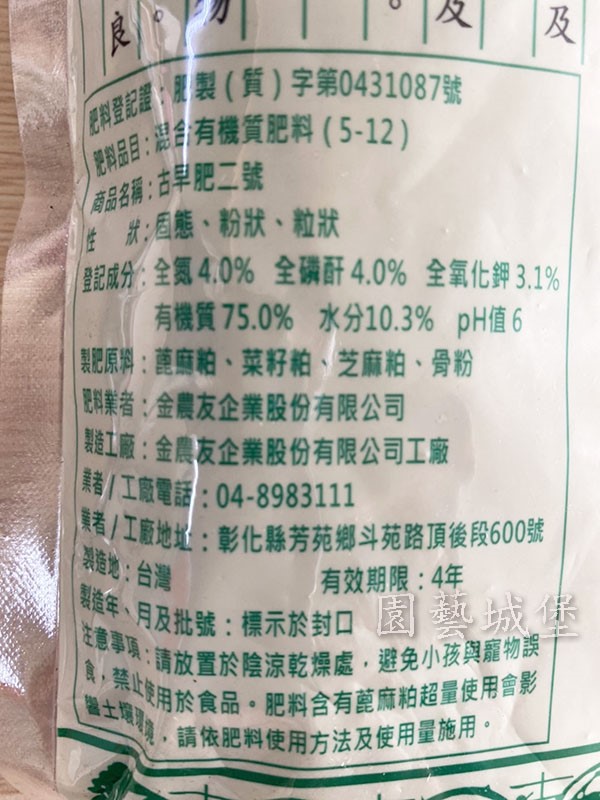 良
。
物
。
及
及
肥料登記證：肥製(質)字第0431087號
肥料品目：混合有機質肥料(5-12)
商品名稱：古早肥二號
性 狀：固態、粉狀、粒狀
登記成分：全氮4.0% 全磷酐4.0% 全氧化鉀3.1%
有機質75.0% 水分10.3% pH值6
製肥原料：蓖麻粕、菜籽粕、芝麻粕、骨粉
肥料業者：金農友企業股份有限公司
製造工廠：金農友企業股份有限公司工廠
業者/工廠電話：04-8983111
業者/工廠地址：彰化縣芳苑鄉斗苑路頂後段600號
製造地：台灣 有效期限：4年
製造年、月及批號：標示於封口
園藝城堡
注意事項：請放置於陰涼乾燥處，避免小孩與寵物誤
食，禁止使用於食品。肥料含有蓖麻粕超量使用會影
響土壤環境，請依肥料使用方法及使用量施用。